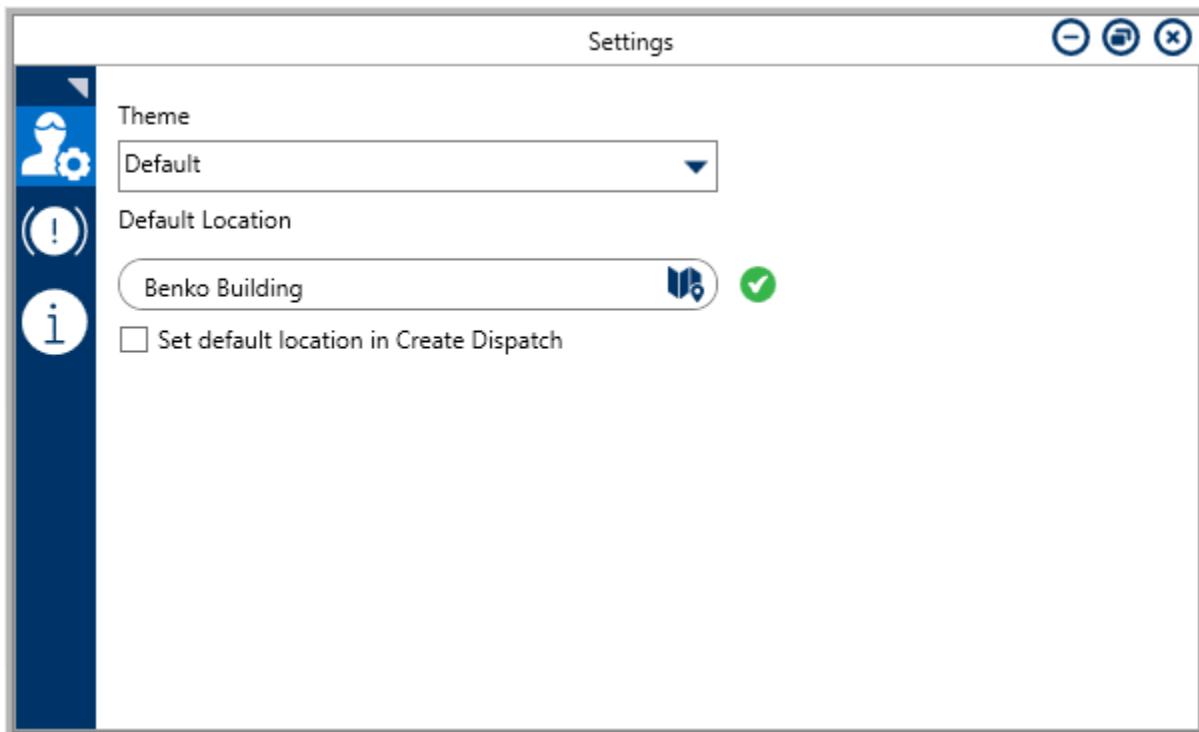 Settings
Theme
Default
Default Location
Benko Building
Set default location in Create Dispatch